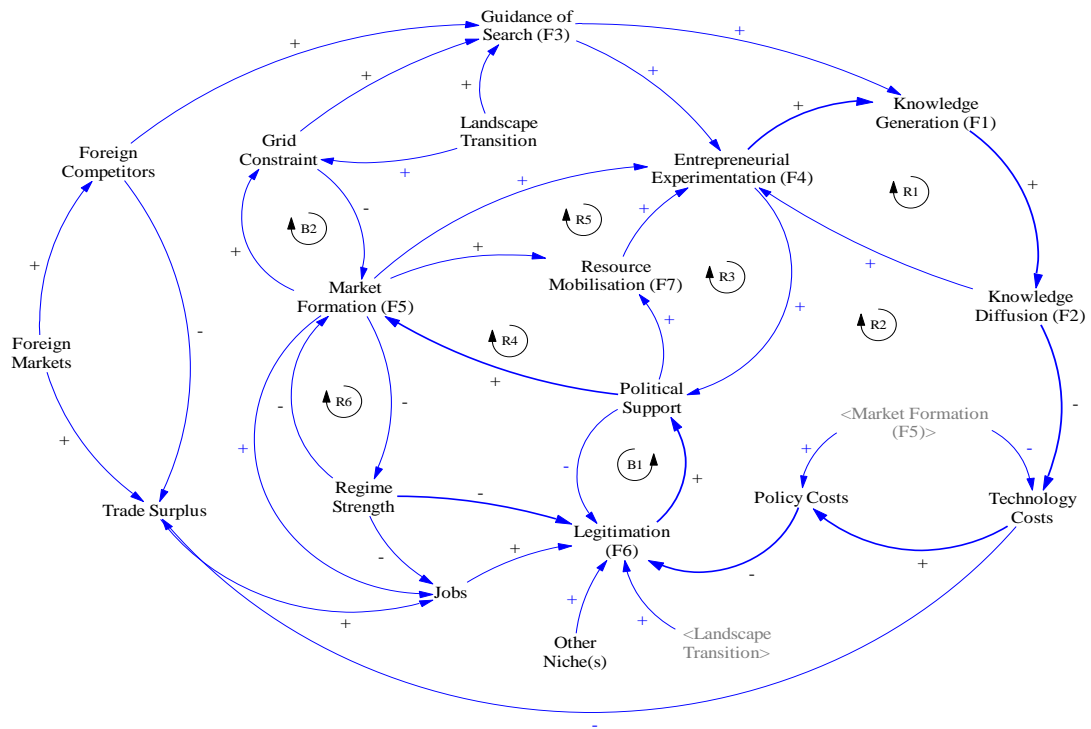 Guidance of
Search (F3)
+
+
+
+
+
Knowledge
Generation (F1)
+
Landscape
Transition
Grid
Constraint
Foreign
Competitors
Entrepreneurial
Experimentation (F4)
+
+
-
+
R1
+
R5
B2
+
+
+
Resource
Mobilisation (F7)
R3
+
+
Market
Formation (F5)
Knowledge
Diffusion (F2)
+
+
R2
-
Foreign
Markets
R4
+
Political
Support
-
-
-
R6
<Market Formation
(F5)>
+
+
+
-
-
B1
+
Regime
Strength
-
Policy Costs
Technology
Costs
Trade Surplus
Legitimation
(F6)
+
-
-
+
Jobs
+
+
+
<Landscape
Transition>
Other
Niche(s)
-